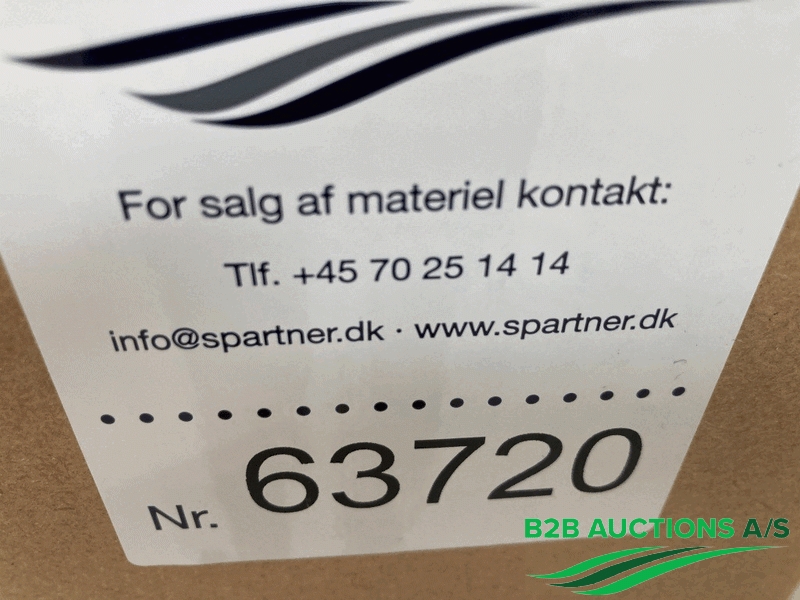 For salg af materiel kontakt:
Tlf. +45 70 25 14 14
info@spartner.dk · www.spartner.dk
Nr. 63720
B2B AUCTIONS A/S